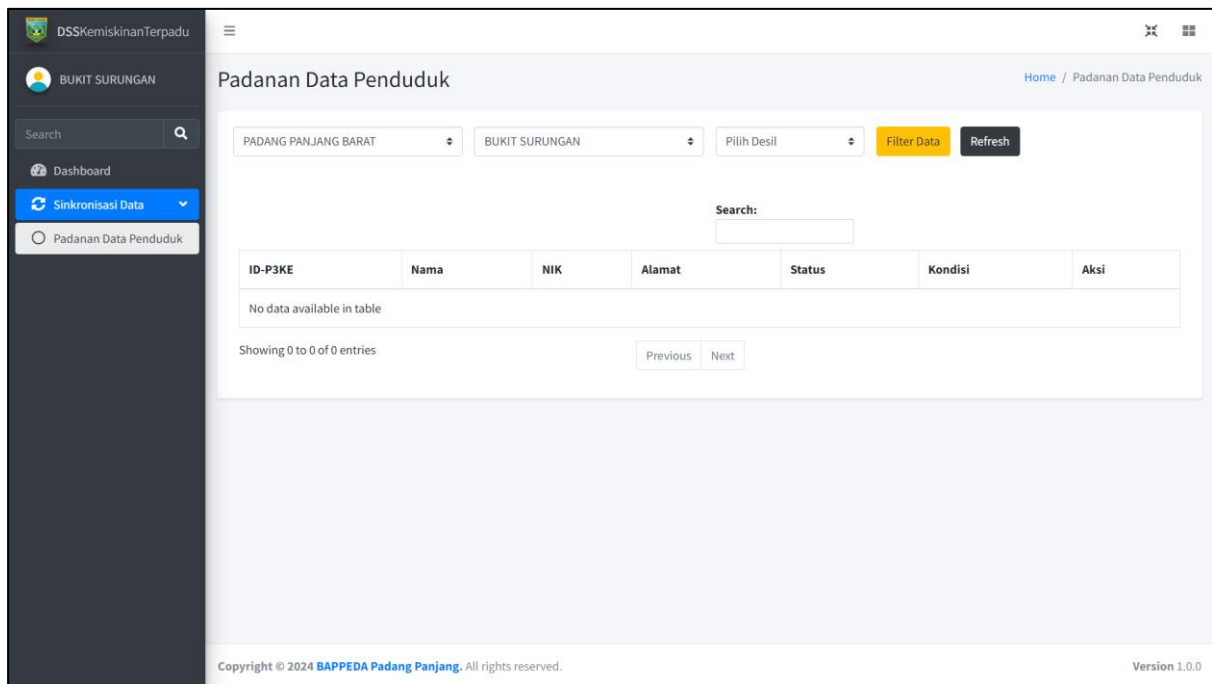 DSSKemiskinanTerpadu
BUKIT SURUNGAN
Search
Dashboard
Sinkronisasi Data
Padanan Data Penduduk
Padanan Data Penduduk
Home / Padanan Data Penduduk
PADANG PANJANG BARAT BUKIT SURUNGAN Pilih Desil Filter Data Refresh
Search:
ID-P3KE Nama NIK Alamat Status Kondisi Aksi
No data available in table
Showing 0 to 0 of 0 entries
Previous Next
Copyright © 2024 BAPPEDA Padang Panjang. All rights reserved.
Version 1.0.0